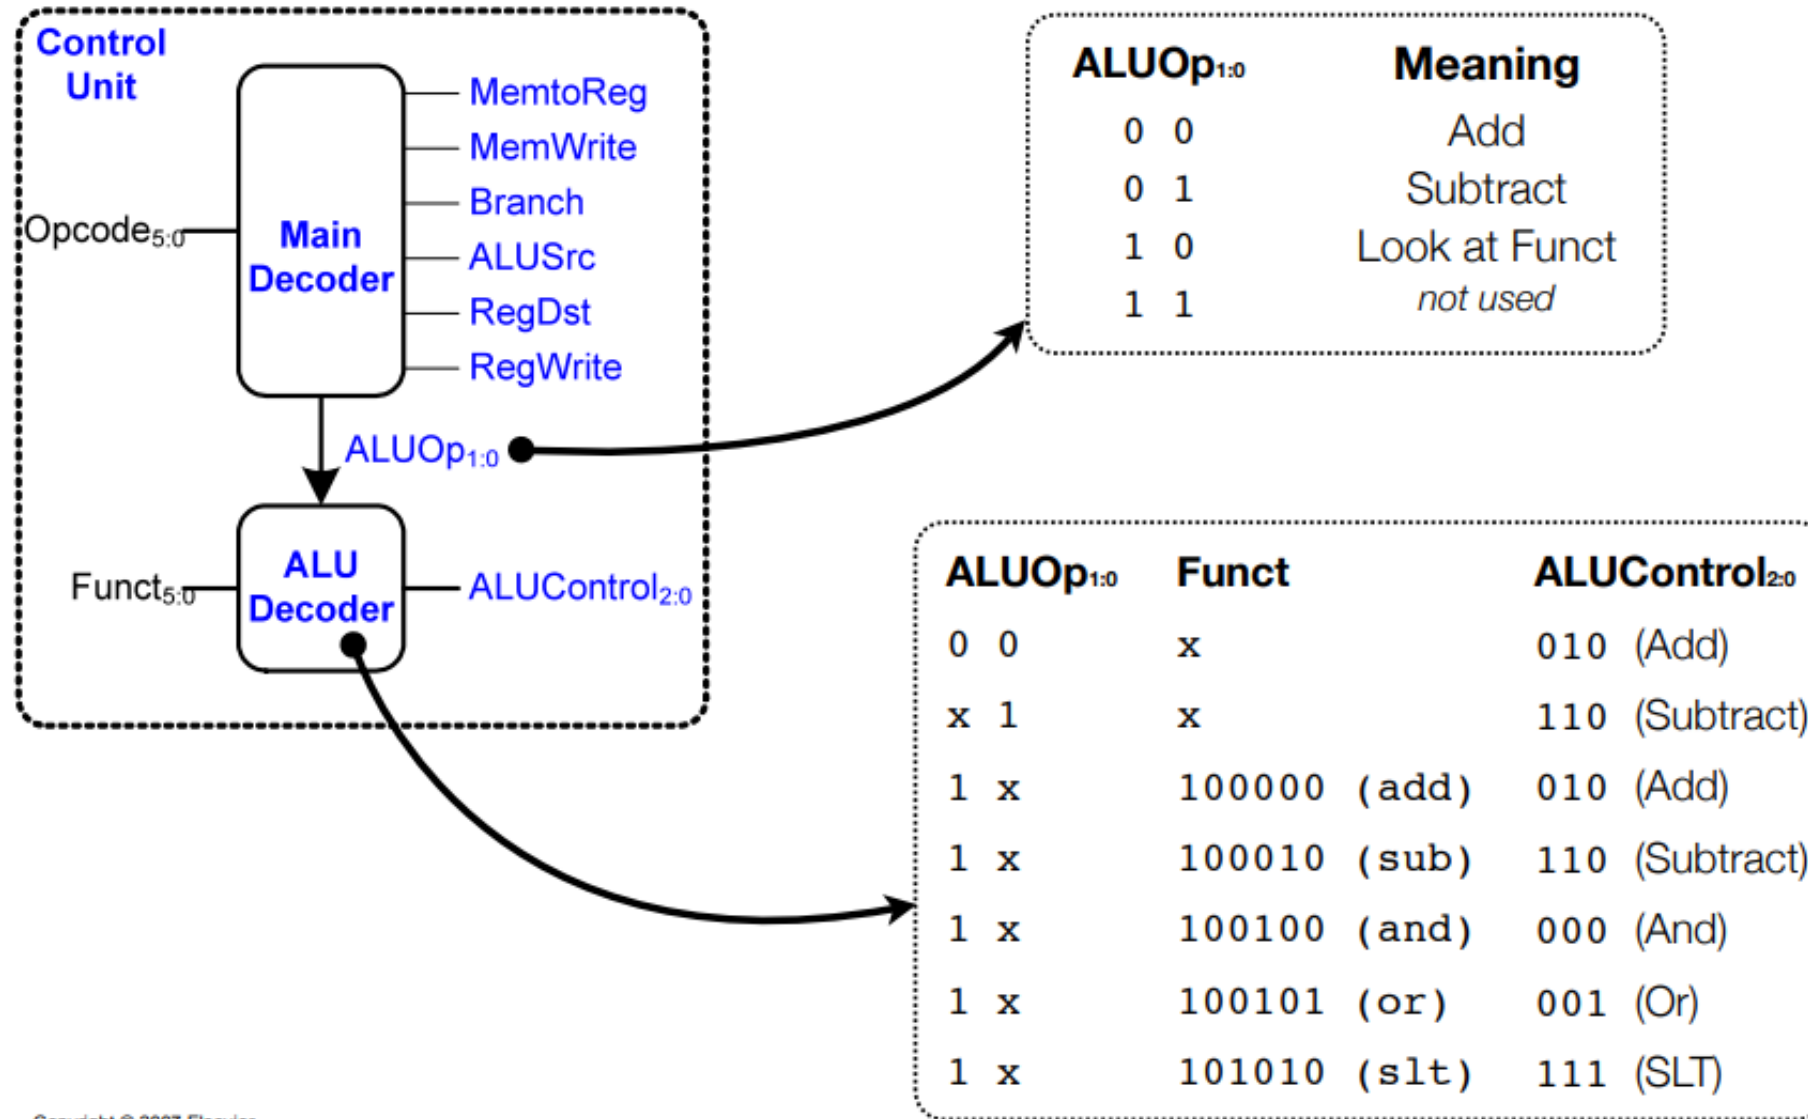 Control
Unit
MemtoReg
MemWrite
Branch
ALUSrc
RegDst
RegWrite
Opcode5:0
Main
Decoder
ALUOp1:0
Funct5:0
ALU
Decoder
ALUControl2:0
ALUOp1:0 Meaning
0 0 Add
0 1 Subtract
1 0 Look at Funct
1 1 not used
ALUOp1:0 Funct ALUControl2:0
0 0 x 010 (Add)
x 1 x 110 (Subtract)
1 x 100000 (add) 010 (Add)
1 x 100010 (sub) 110 (Subtract)
1 x 100100 (and) 000 (And)
1 x 100101 (or) 001 (Or)
1 x 101010 (slt) 111 (SLT)